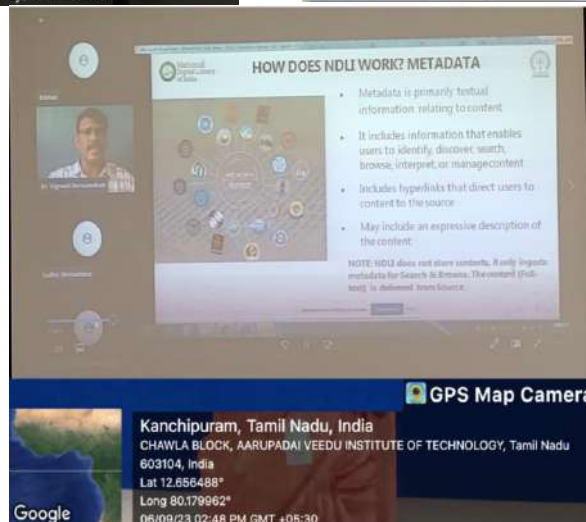 National
Digital Library
of India
HOW DOES NDLI WORK? METADATA
• Metadata is primarily textual
information relating to content
• It includes information that enables
users to identify, discover, search,
browse, interpret, or manage content
• Includes hyperlinks that direct users to
content to the source
• May include an expressive description of
the content
NOTE: NDLI does not store contents. It only ingests
metadata for Search & Browse. The content (Full-
text) is delivered from Source.
GPS Map Camera
Kanchipuram, Tamil Nadu, India
CHAWLA BLOCK, AARUPADAI VEEDU INSTITUTE OF TECHNOLOGY, Tamil Nadu
603104, India
Lat 12.656488°
Long 80.179962°
06/09/23 02:48 PM GMT +05:30
Google